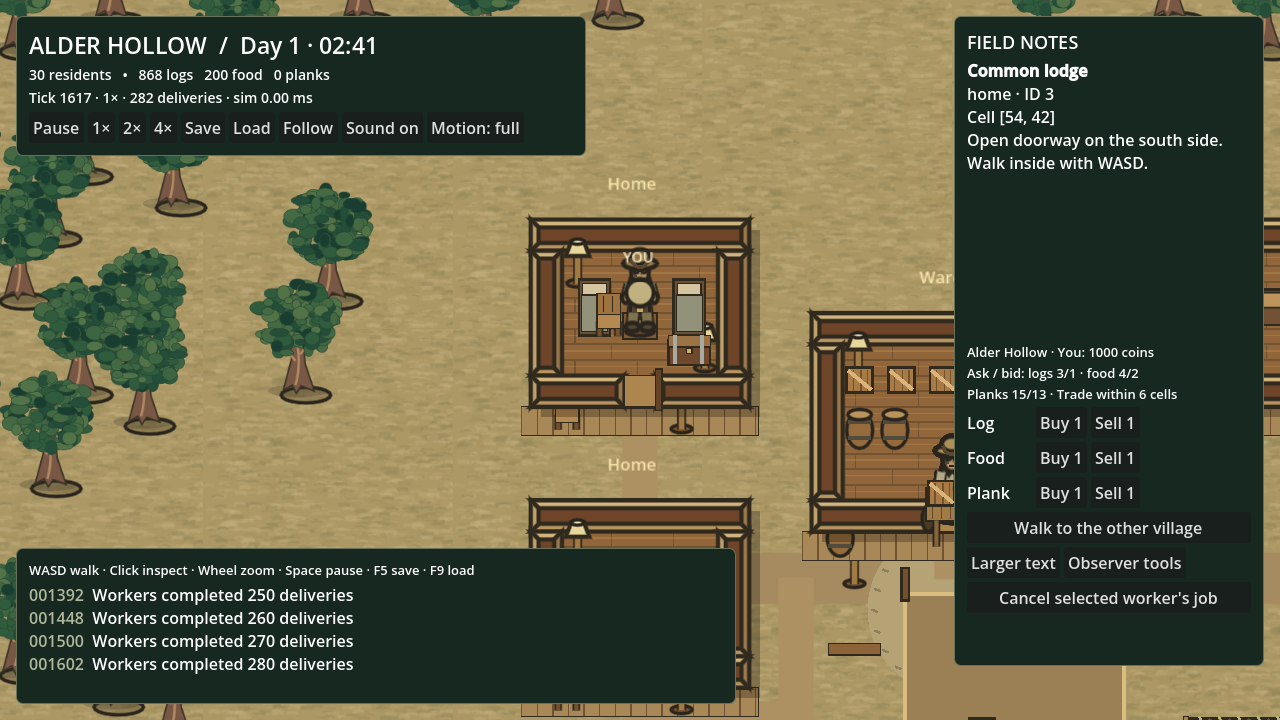 ALDER HOLLOW / Day 1 · 02:41
30 residents • 868 logs 200 food 0 planks
Tick 1617 · 1× · 282 deliveries · sim 0.00 ms
Pause 1× 2× 4× Save Load Follow Sound on Motion: full
FIELD NOTES
Common lodge
home · ID 3
Cell [54, 42]
Open doorway on the south side.
Walk inside with WASD.
Home
YOU
Home
Alder Hollow · You: 1000 coins
Ask / bid: logs 3/1 · food 4/2
Planks 15/13 · Trade within 6 cells
Log Buy 1 Sell 1
Food Buy 1 Sell 1
Plank Buy 1 Sell 1
Walk to the other village
Larger text Observer tools
Cancel selected worker's job
WASD walk · Click inspect · Wheel zoom · Space pause · F5 save · F9 load
001392 Workers completed 250 deliveries
001448 Workers completed 260 deliveries
001500 Workers completed 270 deliveries
001602 Workers completed 280 deliveries